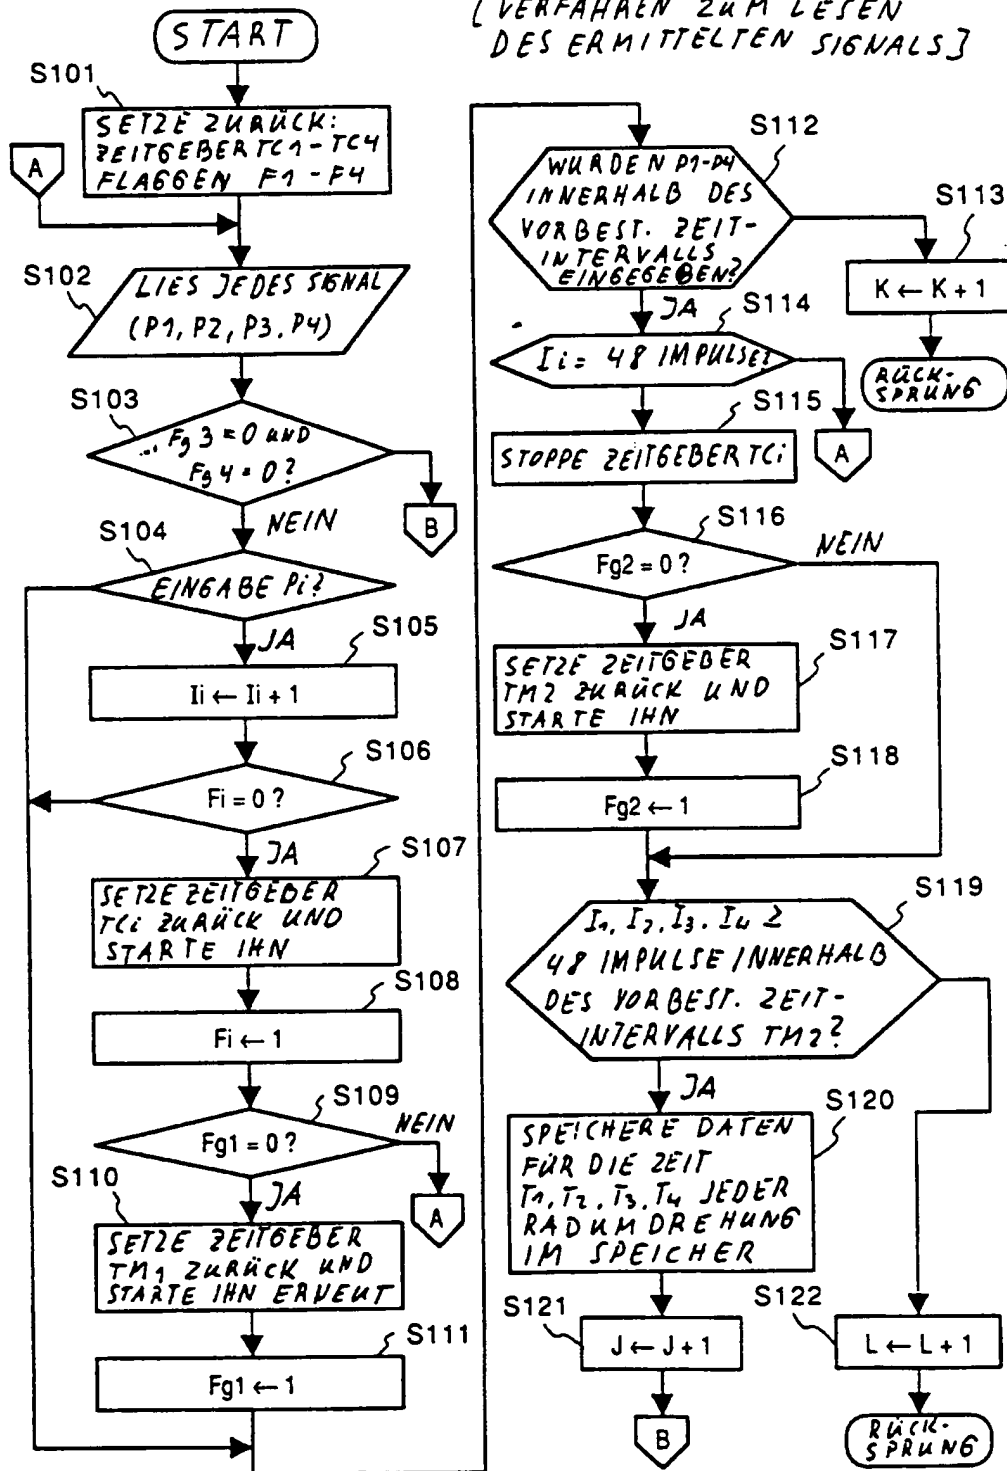 [VERFAHREN ZUM LESEN
DES ERMITTELTEN SIGNALS]
START
S101
SETZE ZURÜCK:
ZEITGEBER TC1-TC4
FLAGGEN F1-F4
A
S102
LIES JEDES SIGNAL
(P1, P2, P3, P4)
S103
Fg3=0 UND
Fg4=0?
B
NEIN
S104
EINGABE Pi?
JA
S105
Ii ← Ii + 1
S106
Fi = 0 ?
JA
S107
SETZE ZEITGEBER
TCi ZURÜCK UND
STARTE IHN
S108
Fi ← 1
S109
Fg1 = 0 ?
NEIN
A
JA
S110
SETZE ZEITGEBER
TM1 ZURÜCK UND
STARTE IHN ERNEUT
S111
Fg1 ← 1
S112
WURDEN P1-P4
INNERHALB DES
VORBEST. ZEIT-
INTERVALLS
EINGEGEBEN?
S113
K ← K + 1
RÜCK-
SPRUNG
JA
S114
Ii = 48 IMPULSE?
A
S115
STOPPE ZEITGEBER TCi
S116
Fg2 = 0 ?
NEIN
JA
S117
SETZE ZEITGEBER
TM2 ZURÜCK UND
STARTE IHN
S118
Fg2 ← 1
S119
I1, I2, I3, I4 ≥
48 IMPULSE INNERHALB
DES VORBEST. ZEIT-
INTERVALLS TM2?
JA
S120
SPEICHERE DATEN
FÜR DIE ZEIT
T1, T2, T3, T4 JEDER
RADUMDREHUNG
IM SPEICHER
S121
J ← J + 1
B
S122
L ← L + 1
RÜCK-
SPRUNG